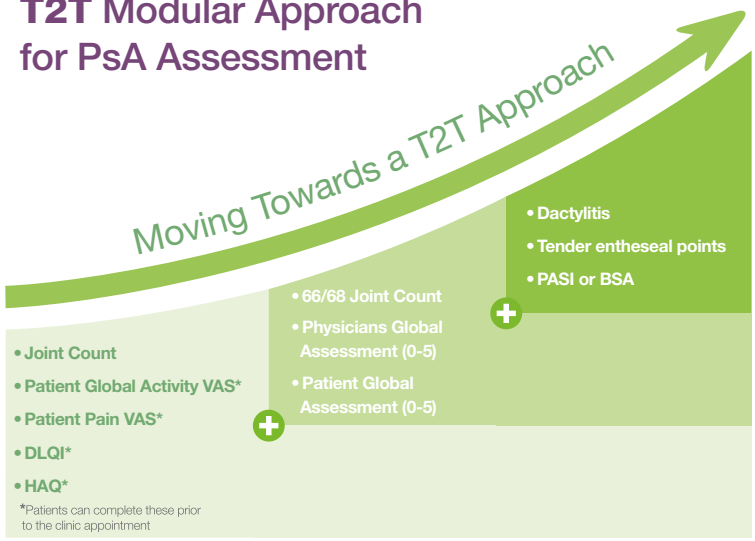 T2T Modular Approach
for PsA Assessment
Moving Towards a T2T Approach
• Joint Count
• Patient Global Activity VAS*
• Patient Pain VAS*
• DLQI*
• HAQ*
*Patients can complete these prior
to the clinic appointment
• 66/68 Joint Count
• Physicians Global
Assessment (0-5)
• Patient Global
Assessment (0-5)
• Dactylitis
• Tender entheseal points
• PASI or BSA